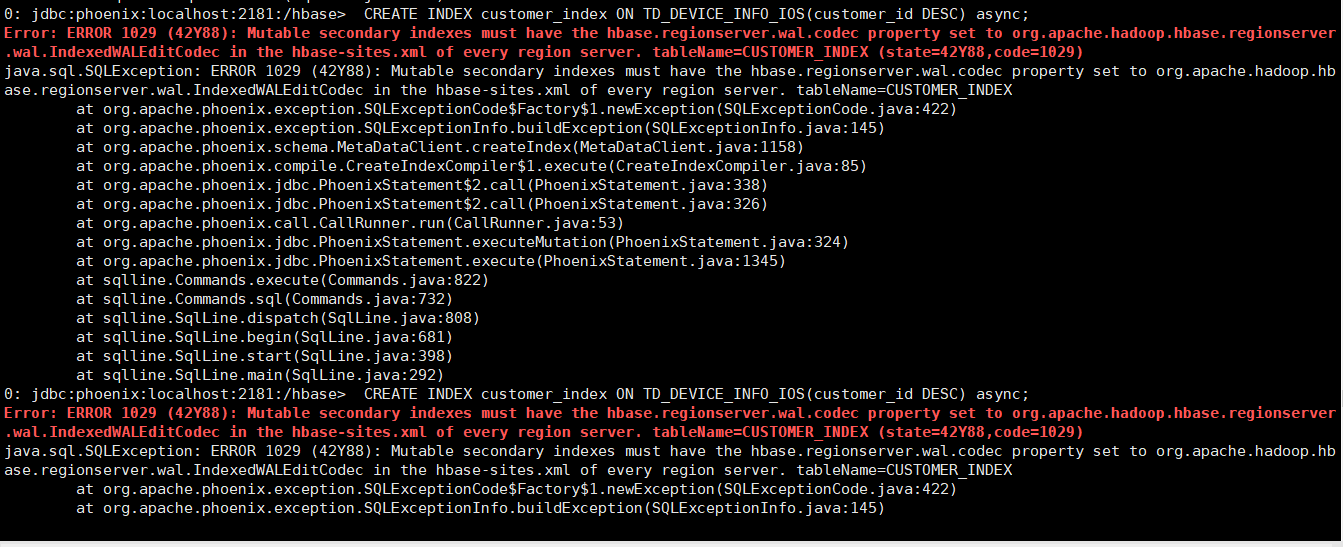 0: jdbc:phoenix:localhost:2181:/hbase>  CREATE INDEX customer_index ON TD_DEVICE_INFO_IOS(customer_id DESC) async;
Error: ERROR 1029 (42Y88): Mutable secondary indexes must have the hbase.regionserver.wal.codec property set to org.apache.hadoop.hbase.regionserver
.wal.IndexedWALEditCodec in the hbase-sites.xml of every region server. tableName=CUSTOMER_INDEX (state=42Y88,code=1029)
java.sql.SQLException: ERROR 1029 (42Y88): Mutable secondary indexes must have the hbase.regionserver.wal.codec property set to org.apache.hadoop.hb
ase.regionserver.wal.IndexedWALEditCodec in the hbase-sites.xml of every region server. tableName=CUSTOMER_INDEX
        at org.apache.phoenix.exception.SQLExceptionCode$Factory$1.newException(SQLExceptionCode.java:422)
        at org.apache.phoenix.exception.SQLExceptionInfo.buildException(SQLExceptionInfo.java:145)
        at org.apache.phoenix.schema.MetaDataClient.createIndex(MetaDataClient.java:1158)
        at org.apache.phoenix.compile.CreateIndexCompiler$1.execute(CreateIndexCompiler.java:85)
        at org.apache.phoenix.jdbc.PhoenixStatement$2.call(PhoenixStatement.java:338)
        at org.apache.phoenix.jdbc.PhoenixStatement$2.call(PhoenixStatement.java:326)
        at org.apache.phoenix.call.CallRunner.run(CallRunner.java:53)
        at org.apache.phoenix.jdbc.PhoenixStatement.executeMutation(PhoenixStatement.java:324)
        at org.apache.phoenix.jdbc.PhoenixStatement.execute(PhoenixStatement.java:1345)
        at sqlline.Commands.execute(Commands.java:822)
        at sqlline.Commands.sql(Commands.java:732)
        at sqlline.SqlLine.dispatch(SqlLine.java:808)
        at sqlline.SqlLine.begin(SqlLine.java:681)
        at sqlline.SqlLine.start(SqlLine.java:398)
        at sqlline.SqlLine.main(SqlLine.java:292)
0: jdbc:phoenix:localhost:2181:/hbase>  CREATE INDEX customer_index ON TD_DEVICE_INFO_IOS(customer_id DESC) async;
Error: ERROR 1029 (42Y88): Mutable secondary indexes must have the hbase.regionserver.wal.codec property set to org.apache.hadoop.hbase.regionserver
.wal.IndexedWALEditCodec in the hbase-sites.xml of every region server. tableName=CUSTOMER_INDEX (state=42Y88,code=1029)
java.sql.SQLException: ERROR 1029 (42Y88): Mutable secondary indexes must have the hbase.regionserver.wal.codec property set to org.apache.hadoop.hb
ase.regionserver.wal.IndexedWALEditCodec in the hbase-sites.xml of every region server. tableName=CUSTOMER_INDEX
        at org.apache.phoenix.exception.SQLExceptionCode$Factory$1.newException(SQLExceptionCode.java:422)
        at org.apache.phoenix.exception.SQLExceptionInfo.buildException(SQLExceptionInfo.java:145)